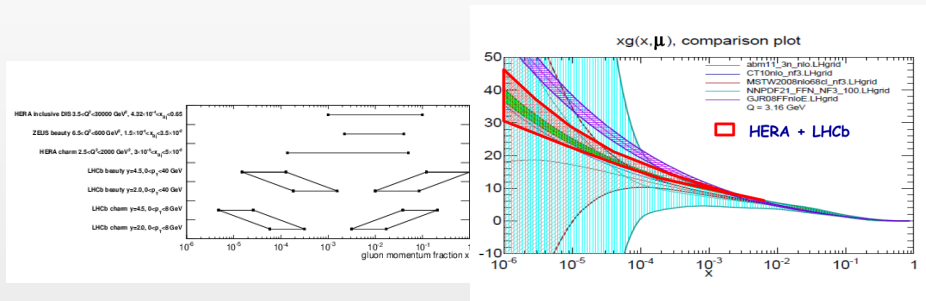 HERA inclusive DIS 3.5<Q²<30000 GeV², 4.32·10⁻⁵<x_Bj<0.65
ZEUS beauty 6.5<Q²<600 GeV², 1.5·10⁻⁴<x_Bj<3.5·10⁻²
HERA charm 2.5<Q²<2000 GeV², 3·10⁻⁵<x_Bj<5·10⁻²
LHCb beauty y=4.5, 0<p_T<40 GeV
LHCb beauty y=2.0, 0<p_T<40 GeV
LHCb charm y=4.5, 0<p_T<8 GeV
LHCb charm y=2.0, 0<p_T<8 GeV
10⁻⁶ 10⁻⁵ 10⁻⁴ 10⁻³ 10⁻² 10⁻¹
gluon momentum fraction x
xg(x,μ), comparison plot
abm11_3n_nlo.LHgrid
CT10nlo_nf3.LHgrid
MSTW2008nlo68cl_nf3.LHgrid
NNPDF21_FFN_NF3_100.LHgrid
GJR08FFnloE.LHgrid
Q = 3.16 GeV
HERA + LHCb
50
40
30
20
10
0
-10
10⁻⁶ 10⁻⁵ 10⁻⁴ 10⁻³ 10⁻² 10⁻¹ 1
x